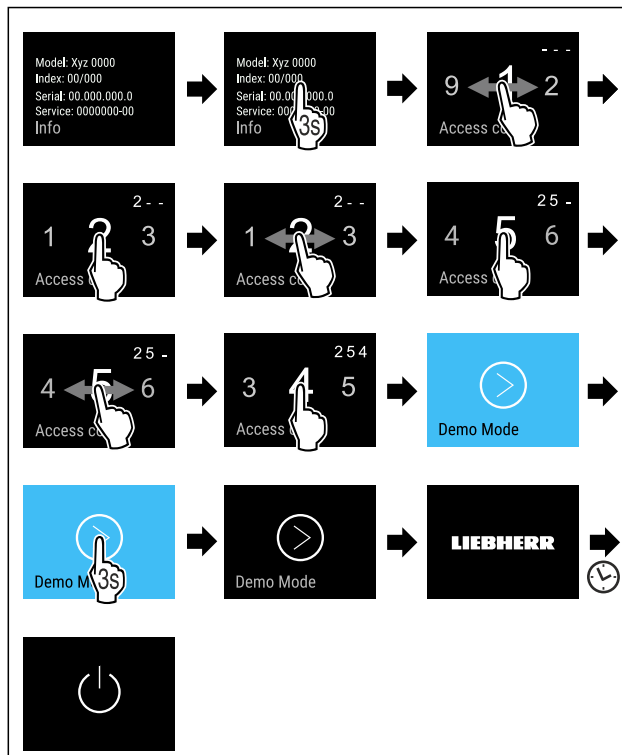 Model: Xyz 0000
Index: 00/000
Serial: 00.000.000.0
Service: 0000000-00
Info
Model: Xyz 0000
Index: 00/000
Serial: 00.000.0
Service: 000 00-00
Info
3s
- - -
9 1 2
Access
2 - -
1 2 3
Access
2 - -
1 2 3
Access
2 5 -
4 5 6
Access
2 5 -
4 5 6
Access
2 5 4
3 4 5
Access
Demo Mode
Demo M
3s
Demo Mode
LIEBHERR